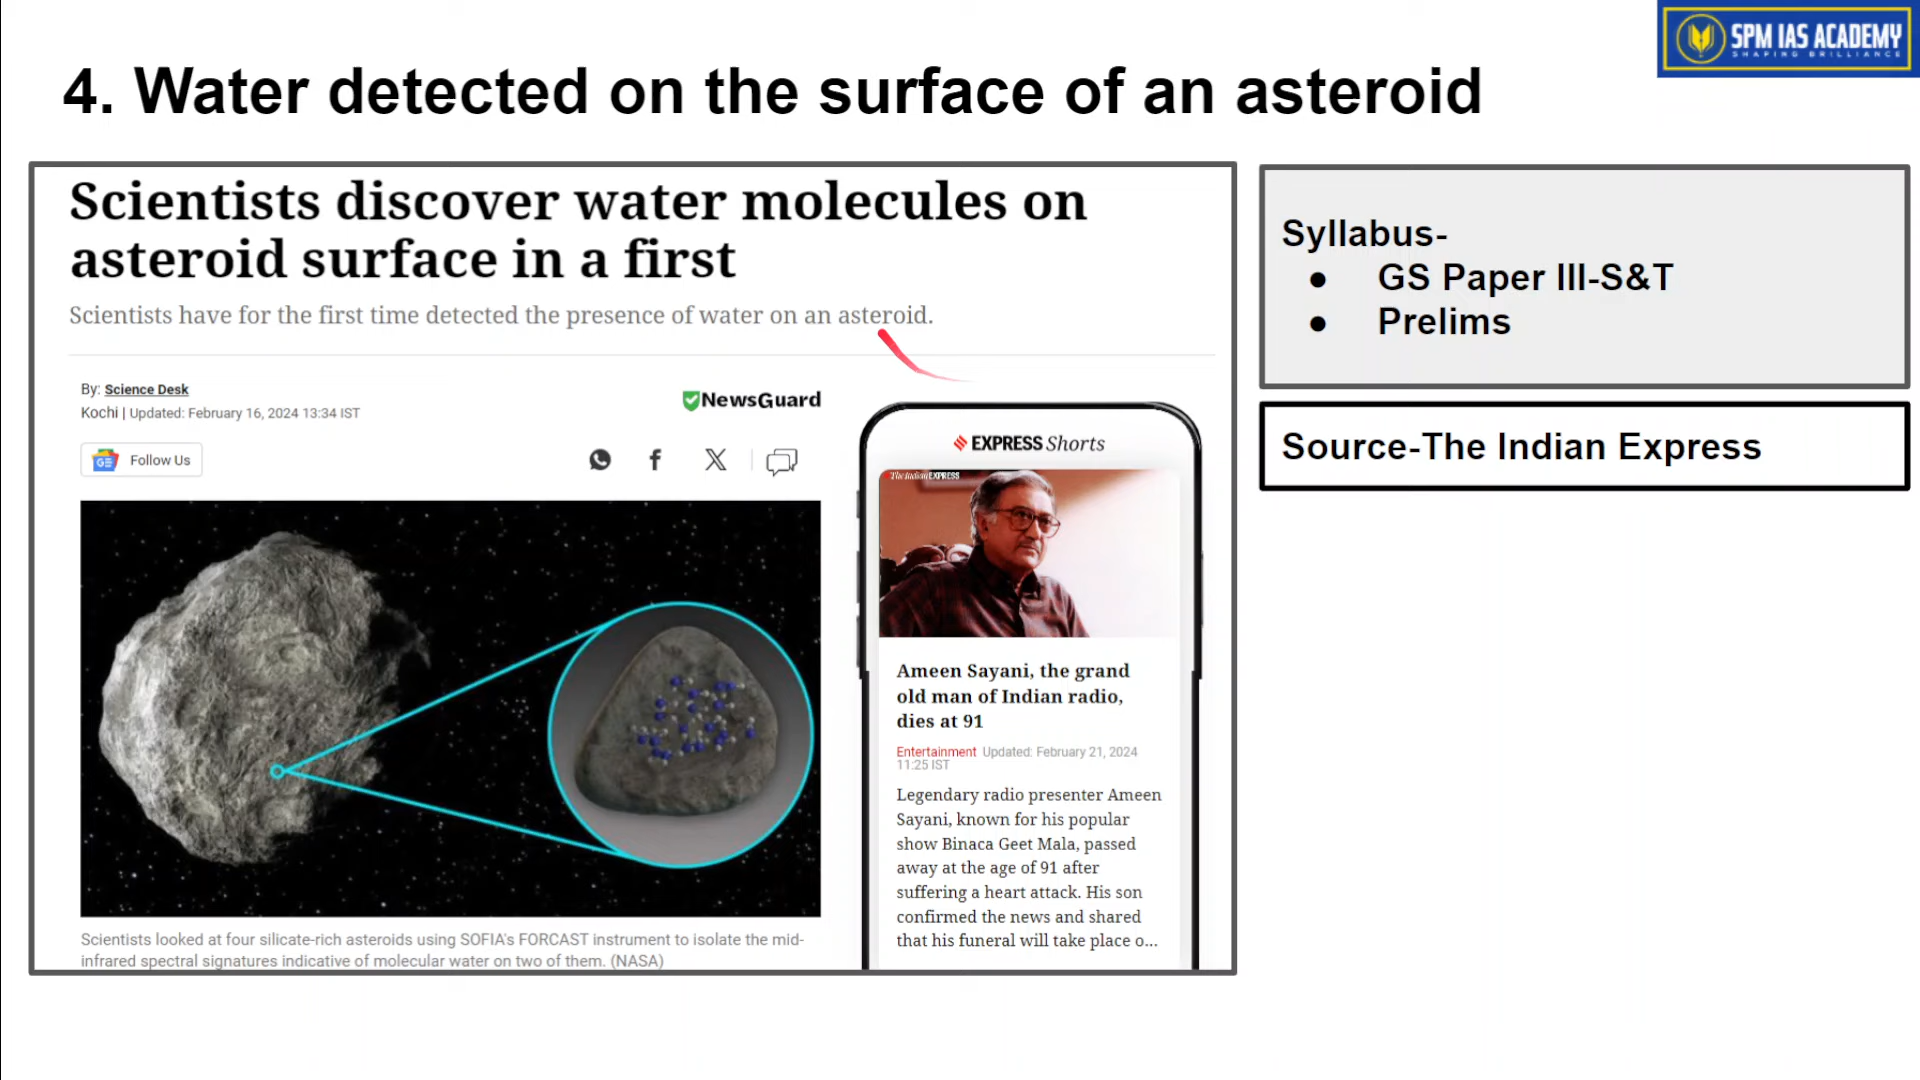 SPM IAS ACADEMY
SHAPING BRILLIANCE
4. Water detected on the surface of an asteroid
Scientists discover water molecules on
asteroid surface in a first
Scientists have for the first time detected the presence of water on an asteroid.
By: Science Desk
Kochi | Updated: February 16, 2024 13:34 IST
NewsGuard
GE Follow Us
Scientists looked at four silicate-rich asteroids using SOFIA's FORCAST instrument to isolate the mid-
infrared spectral signatures indicative of molecular water on two of them. (NASA)
EXPRESS Shorts
The Indian EXPRESS
Ameen Sayani, the grand
old man of Indian radio,
dies at 91
Entertainment Updated: February 21, 2024
11:25 IST
Legendary radio presenter Ameen
Sayani, known for his popular
show Binaca Geet Mala, passed
away at the age of 91 after
suffering a heart attack. His son
confirmed the news and shared
that his funeral will take place o...
Syllabus-
● GS Paper III-S&T
● Prelims
Source-The Indian Express